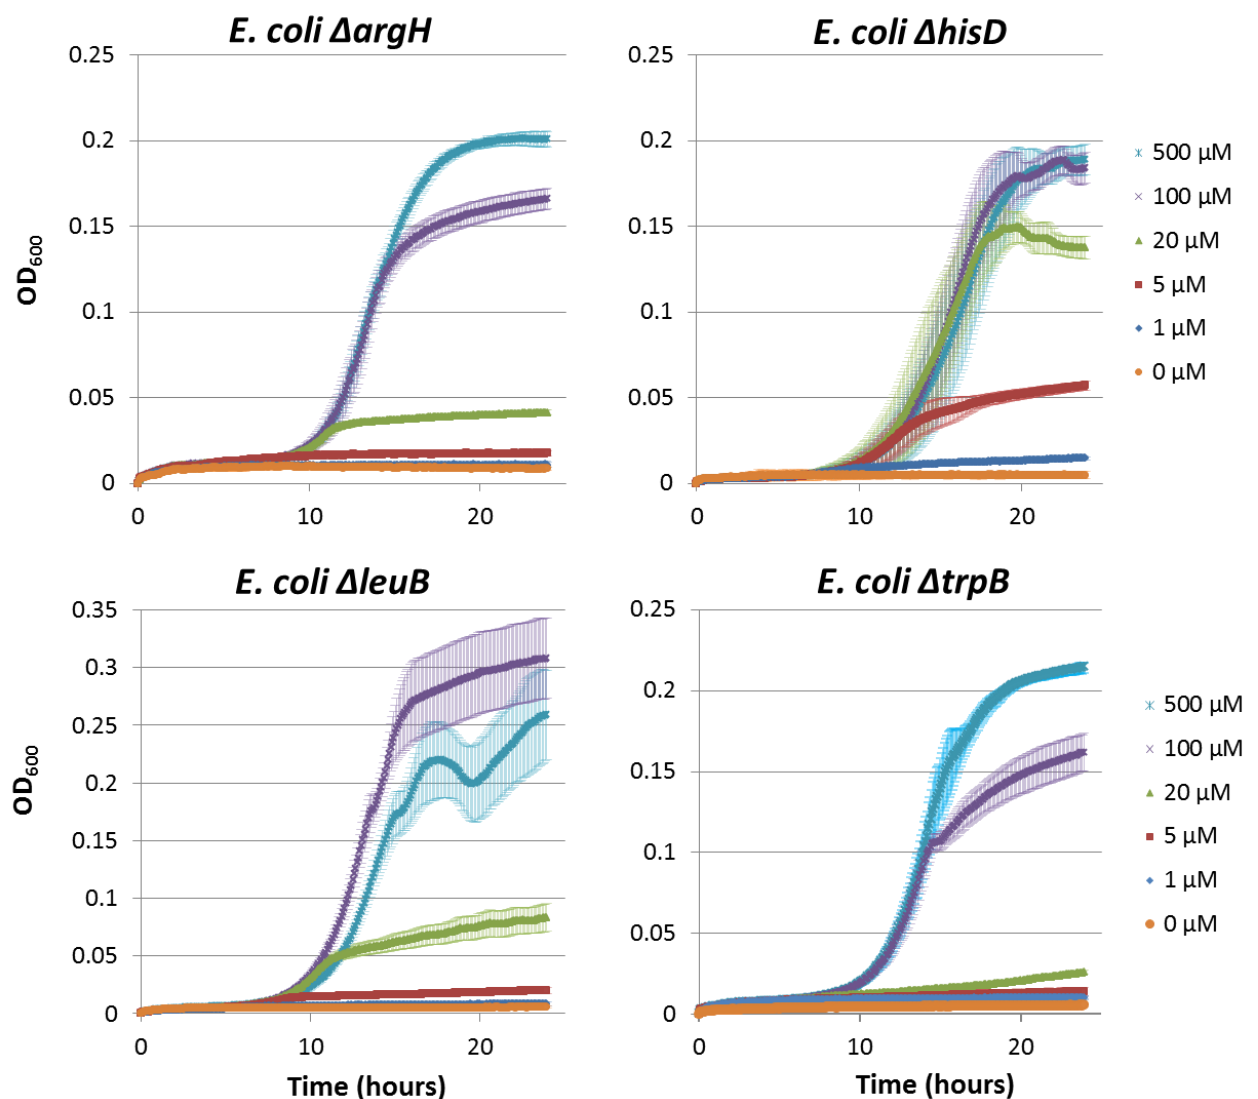 E. coli ΔargH
E. coli ΔhisD
0.25
0.2
0.15
0.1
0.05
0
OD600
0
10
20
0.25
0.2
0.15
0.1
0.05
0
0
10
20
500 µM
100 µM
20 µM
5 µM
1 µM
0 µM
E. coli ΔleuB
E. coli ΔtrpB
0.35
0.3
0.25
0.2
0.15
0.1
0.05
0
OD600
0
10
20
Time (hours)
0.25
0.2
0.15
0.1
0.05
0
0
10
20
Time (hours)
500 µM
100 µM
20 µM
5 µM
1 µM
0 µM